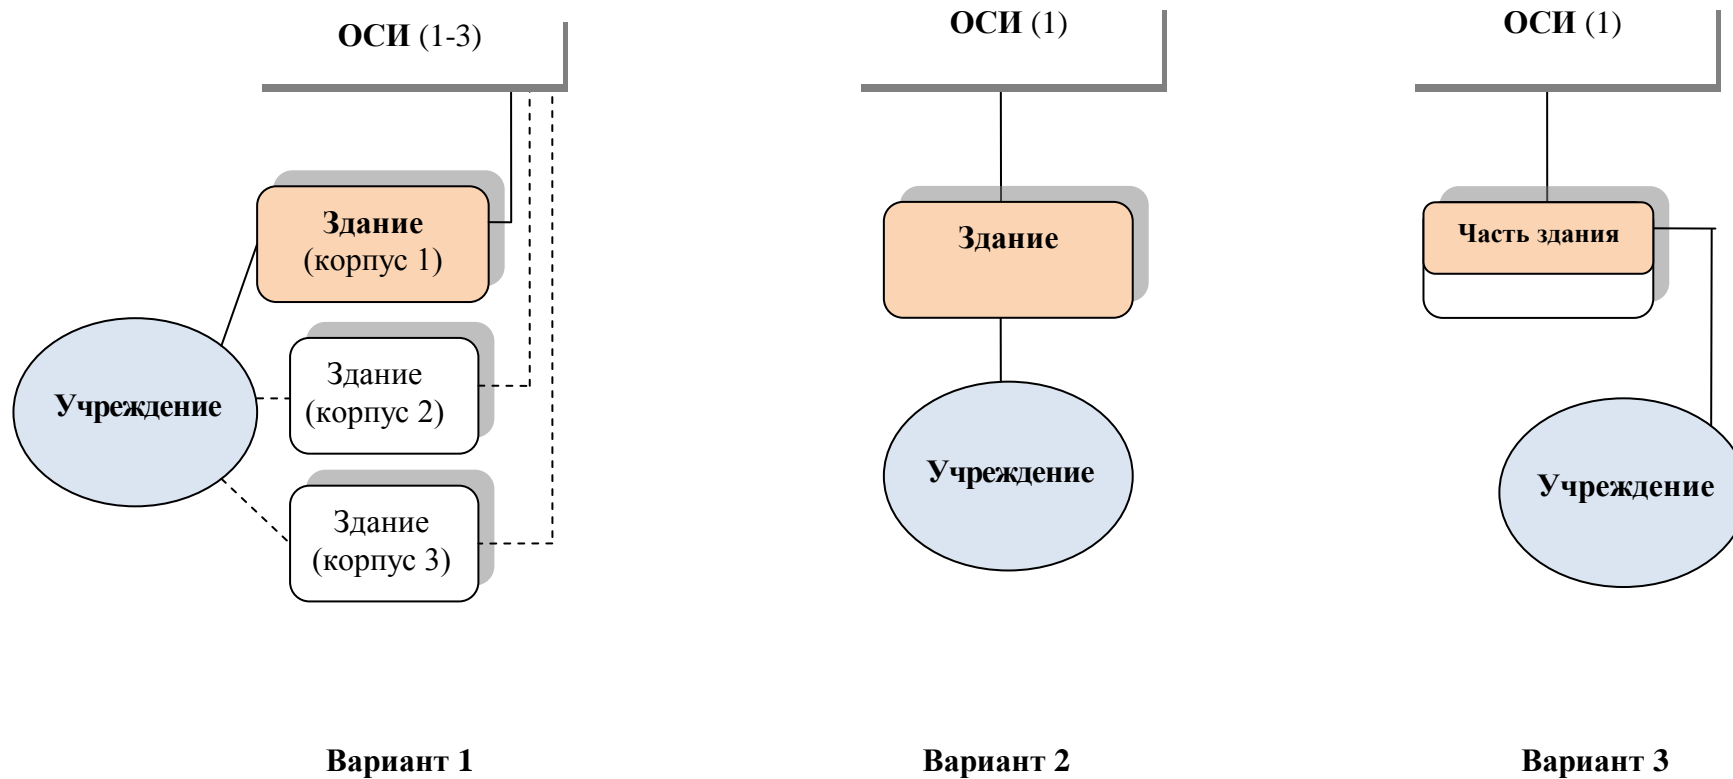 ОСИ (1-3)
Здание
(корпус 1)
Учреждение
Здание
(корпус 2)
Здание
(корпус 3)
Вариант 1
ОСИ (1)
Здание
Учреждение
Вариант 2
ОСИ (1)
Часть здания
Учреждение
Вариант 3